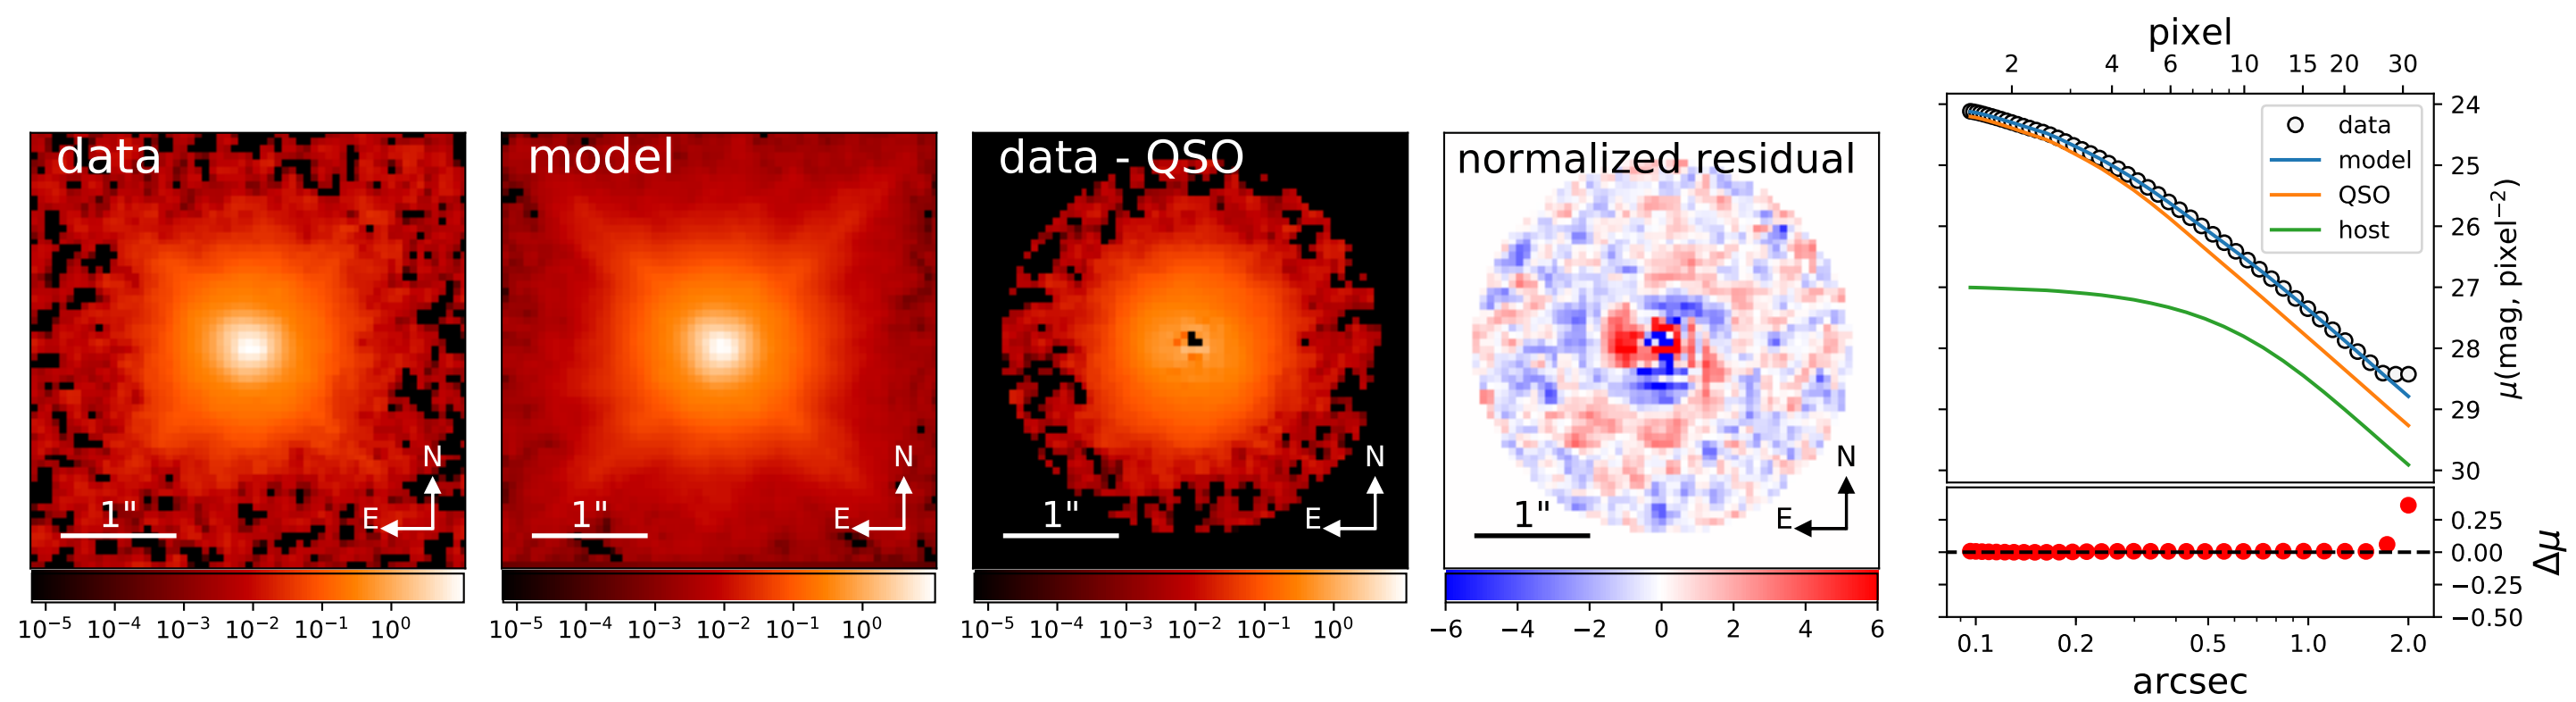 data
N
E
1"
10⁻⁵ 10⁻⁴ 10⁻³ 10⁻² 10⁻¹ 10⁰
model
N
E
1"
10⁻⁵ 10⁻⁴ 10⁻³ 10⁻² 10⁻¹ 10⁰
data - QSO
N
E
1"
10⁻⁵ 10⁻⁴ 10⁻³ 10⁻² 10⁻¹ 10⁰
normalized residual
N
E
1"
−6 −4 −2 0 2 4 6
pixel
2 4 6 10 15 20 30
data
model
QSO
host
24
25
26
27
28
29
30
μ(mag, pixel⁻²)
0.25
0.00
−0.25
−0.50
Δμ
0.1 0.2 0.5 1.0 2.0
arcsec